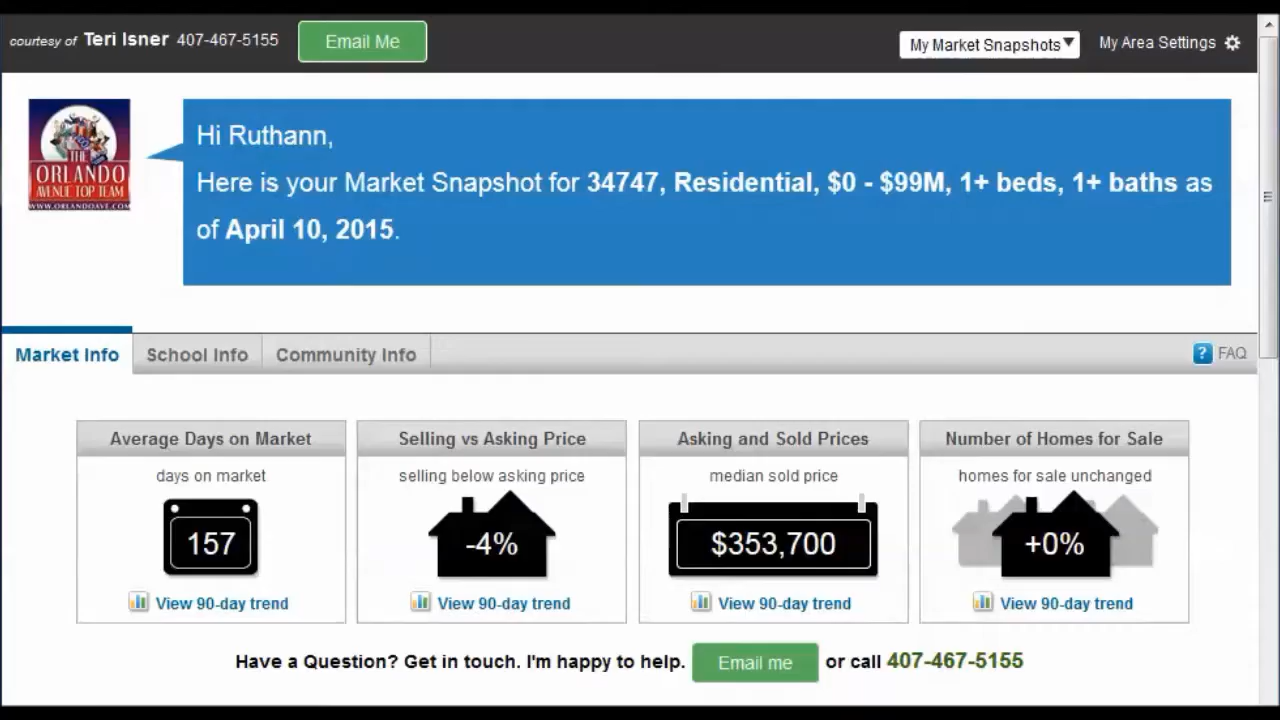 courtesy of Teri Isner 407-467-5155
Email Me
My Market Snapshots
My Area Settings
THE
ORLANDO
AVENUE TOP TEAM
WWW.ORLANDOAVE.COM
Hi Ruthann,
Here is your Market Snapshot for 34747, Residential, $0 - $99M, 1+ beds, 1+ baths as
of April 10, 2015.
Market Info
School Info
Community Info
? FAQ
Average Days on Market
days on market
157
View 90-day trend
Selling vs Asking Price
selling below asking price
-4%
View 90-day trend
Asking and Sold Prices
median sold price
$353,700
View 90-day trend
Number of Homes for Sale
homes for sale unchanged
+0%
View 90-day trend
Have a Question? Get in touch. I'm happy to help. Email me or call 407-467-5155